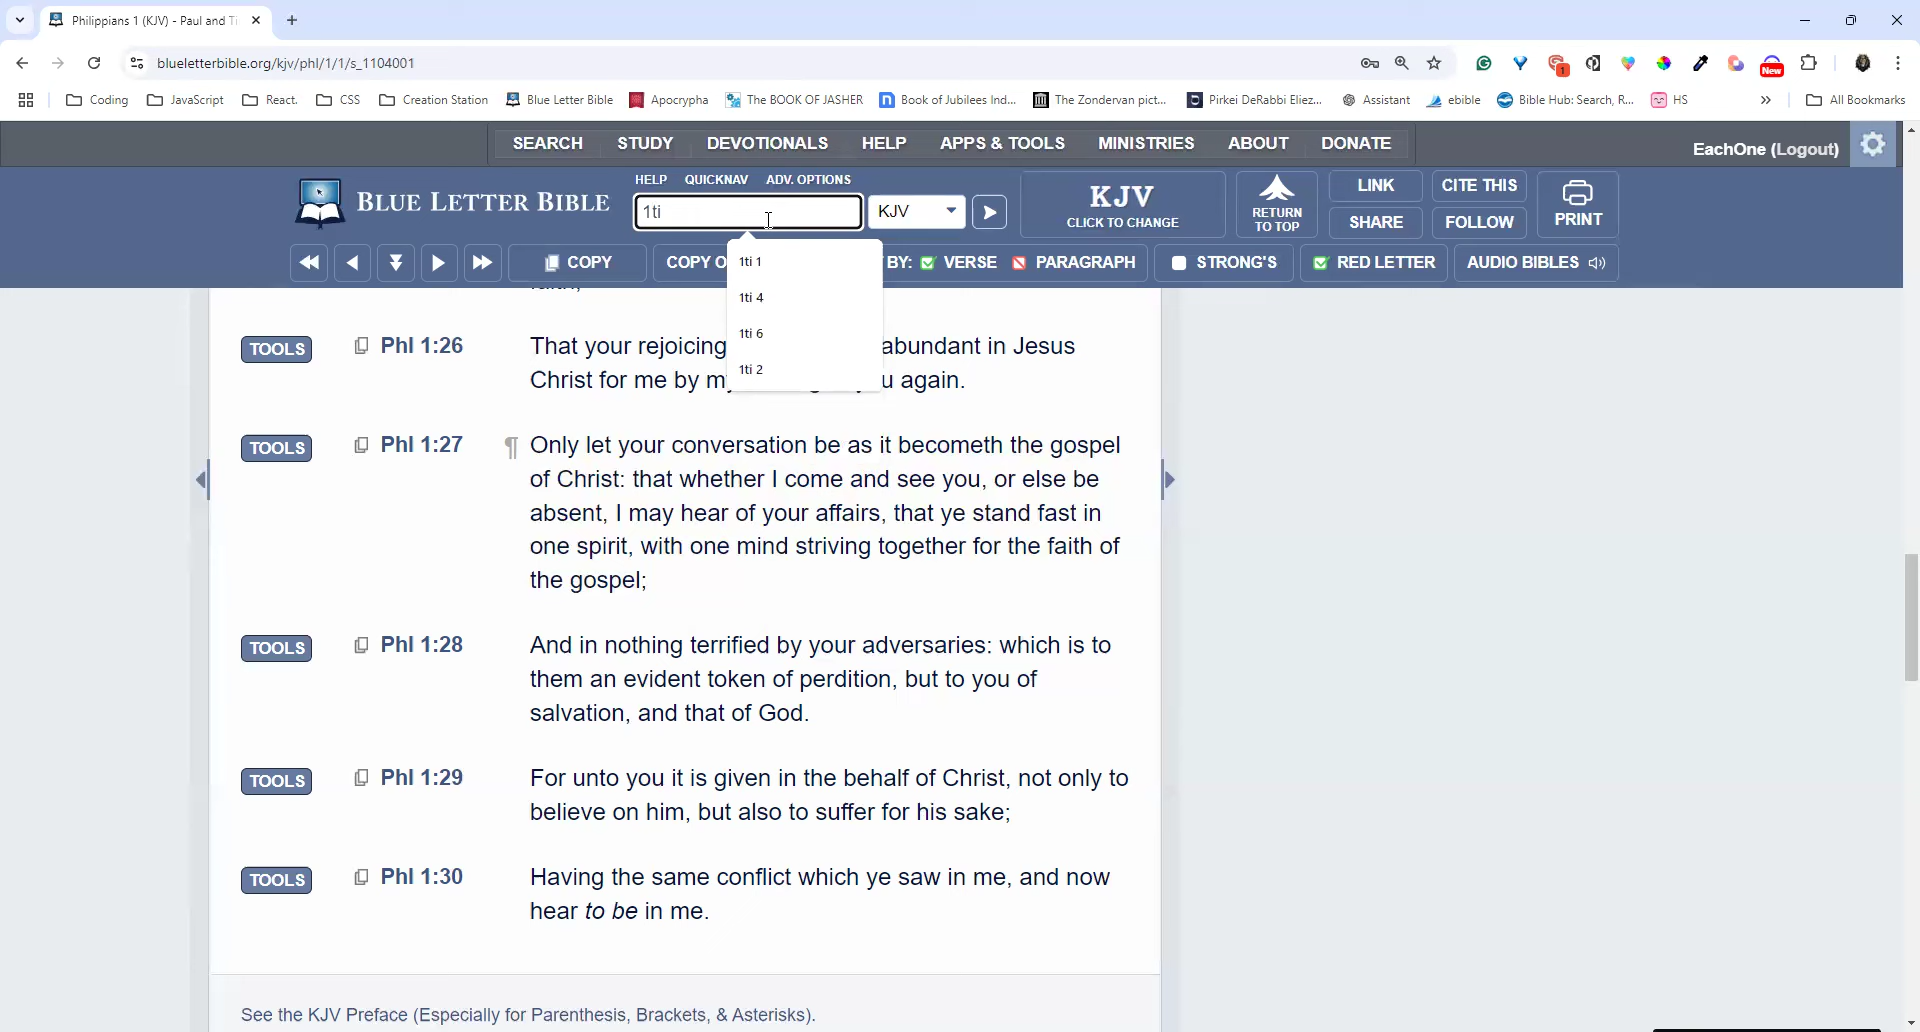 Philippians 1 (KJV) - Paul and Ti
blueletterbible.org/kjv/phl/1/1/s_1104001
1
New
Coding JavaScript React. CSS Creation Station Blue Letter Bible Apocrypha The BOOK OF JASHER Book of Jubilees Ind... The Zondervan pict... Pirkei DeRabbi Eliez... Assistant ebible Bible Hub: Search, R... HS » All Bookmarks
SEARCH STUDY DEVOTIONALS HELP APPS & TOOLS MINISTRIES ABOUT DONATE
EachOne (Logout)
HELP QUICKNAV ADV. OPTIONS
BLUE LETTER BIBLE
1ti
KJV
KJV
CLICK TO CHANGE
RETURN
TO TOP
LINK
CITE THIS
SHARE
FOLLOW
PRINT
COPY COPY O BY: VERSE PARAGRAPH STRONG'S RED LETTER AUDIO BIBLES
1ti 1
1ti 4
1ti 6
1ti 2
TOOLS Phl 1:26 That your rejoicing abundant in Jesus
Christ for me by my u again.
TOOLS Phl 1:27 ¶ Only let your conversation be as it becometh the gospel
of Christ: that whether I come and see you, or else be
absent, I may hear of your affairs, that ye stand fast in
one spirit, with one mind striving together for the faith of
the gospel;
TOOLS Phl 1:28 And in nothing terrified by your adversaries: which is to
them an evident token of perdition, but to you of
salvation, and that of God.
TOOLS Phl 1:29 For unto you it is given in the behalf of Christ, not only to
believe on him, but also to suffer for his sake;
TOOLS Phl 1:30 Having the same conflict which ye saw in me, and now
hear to be in me.
See the KJV Preface (Especially for Parenthesis, Brackets, & Asterisks).